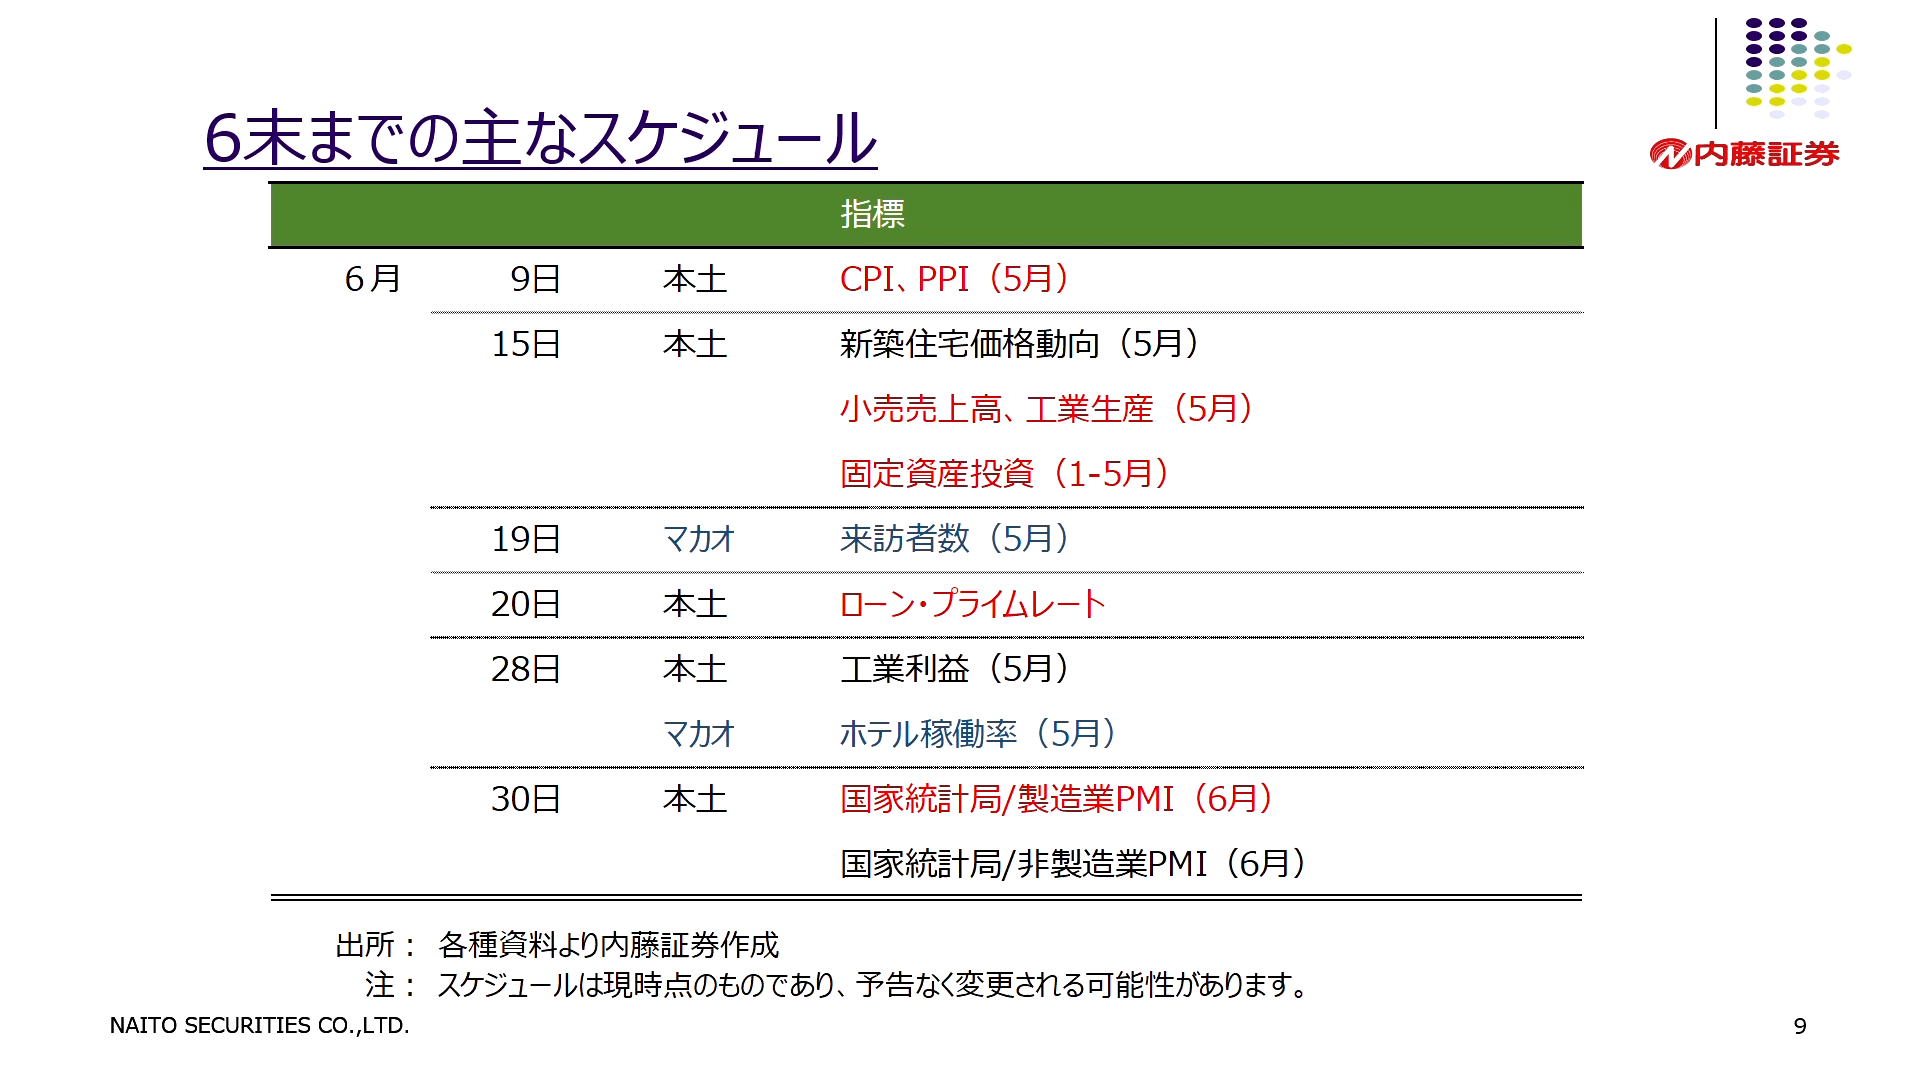 内藤証券
6末までの主なスケジュール
指標
6月 9日 本土 CPI、PPI（5月）
15日 本土 新築住宅価格動向（5月）
小売売上高、工業生産（5月）
固定資産投資（1-5月）
19日 マカオ 来訪者数（5月）
20日 本土 ローン・プライムレート
28日 本土 工業利益（5月）
マカオ ホテル稼働率（5月）
30日 本土 国家統計局/製造業PMI（6月）
国家統計局/非製造業PMI（6月）
出所： 各種資料より内藤証券作成
注： スケジュールは現時点のものであり、予告なく変更される可能性があります。
NAITO SECURITIES CO.,LTD.
9